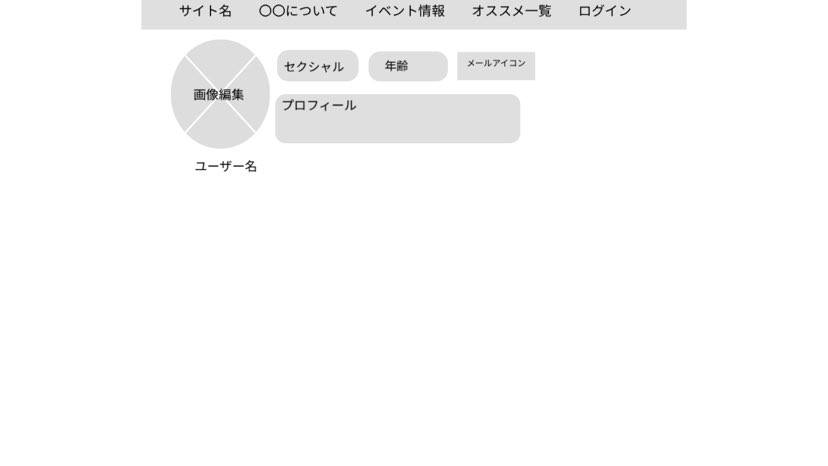 サイト名 〇〇について イベント情報 オススメ一覧 ログイン
セクシャル 年齢 メールアイコン
画像編集
プロフィール
ユーザー名